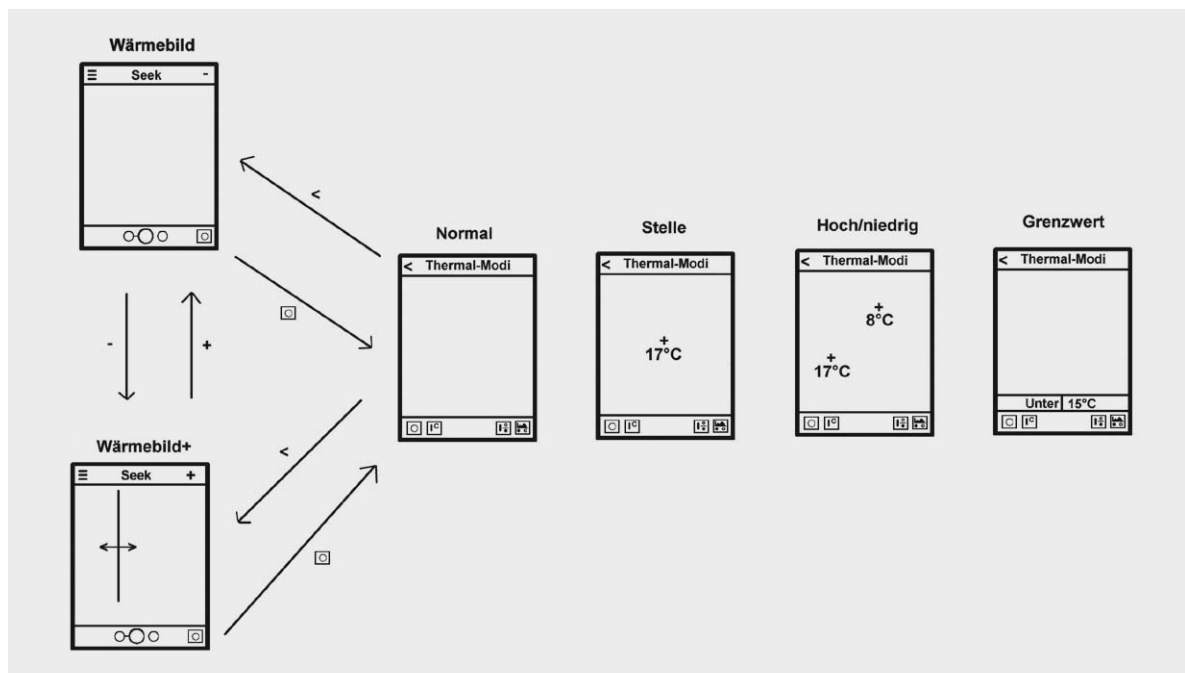 Wärmebild
Seek -
<
Normal
< Thermal-Modi
Stelle
< Thermal-Modi
17°C
Hoch/niedrig
< Thermal-Modi
8°C
17°C
Grenzwert
< Thermal-Modi
Unter 15°C
- +
Wärmebild+
Seek +
<